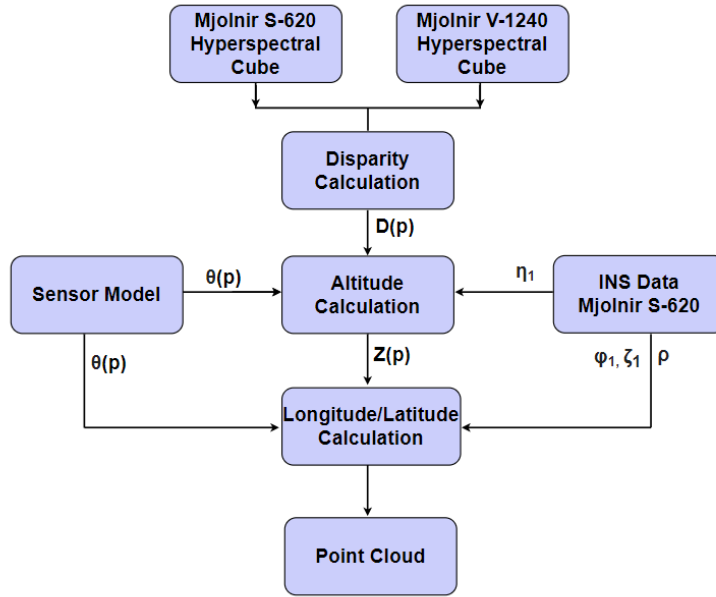 Mjolnir S-620
Hyperspectral
Cube
Mjolnir V-1240
Hyperspectral
Cube
Disparity
Calculation
D(p)
Sensor Model
θ(p)
Altitude
Calculation
η₁
INS Data
Mjolnir S-620
θ(p)
Z(p)
φ₁, ζ₁
ρ
Longitude/Latitude
Calculation
Point Cloud